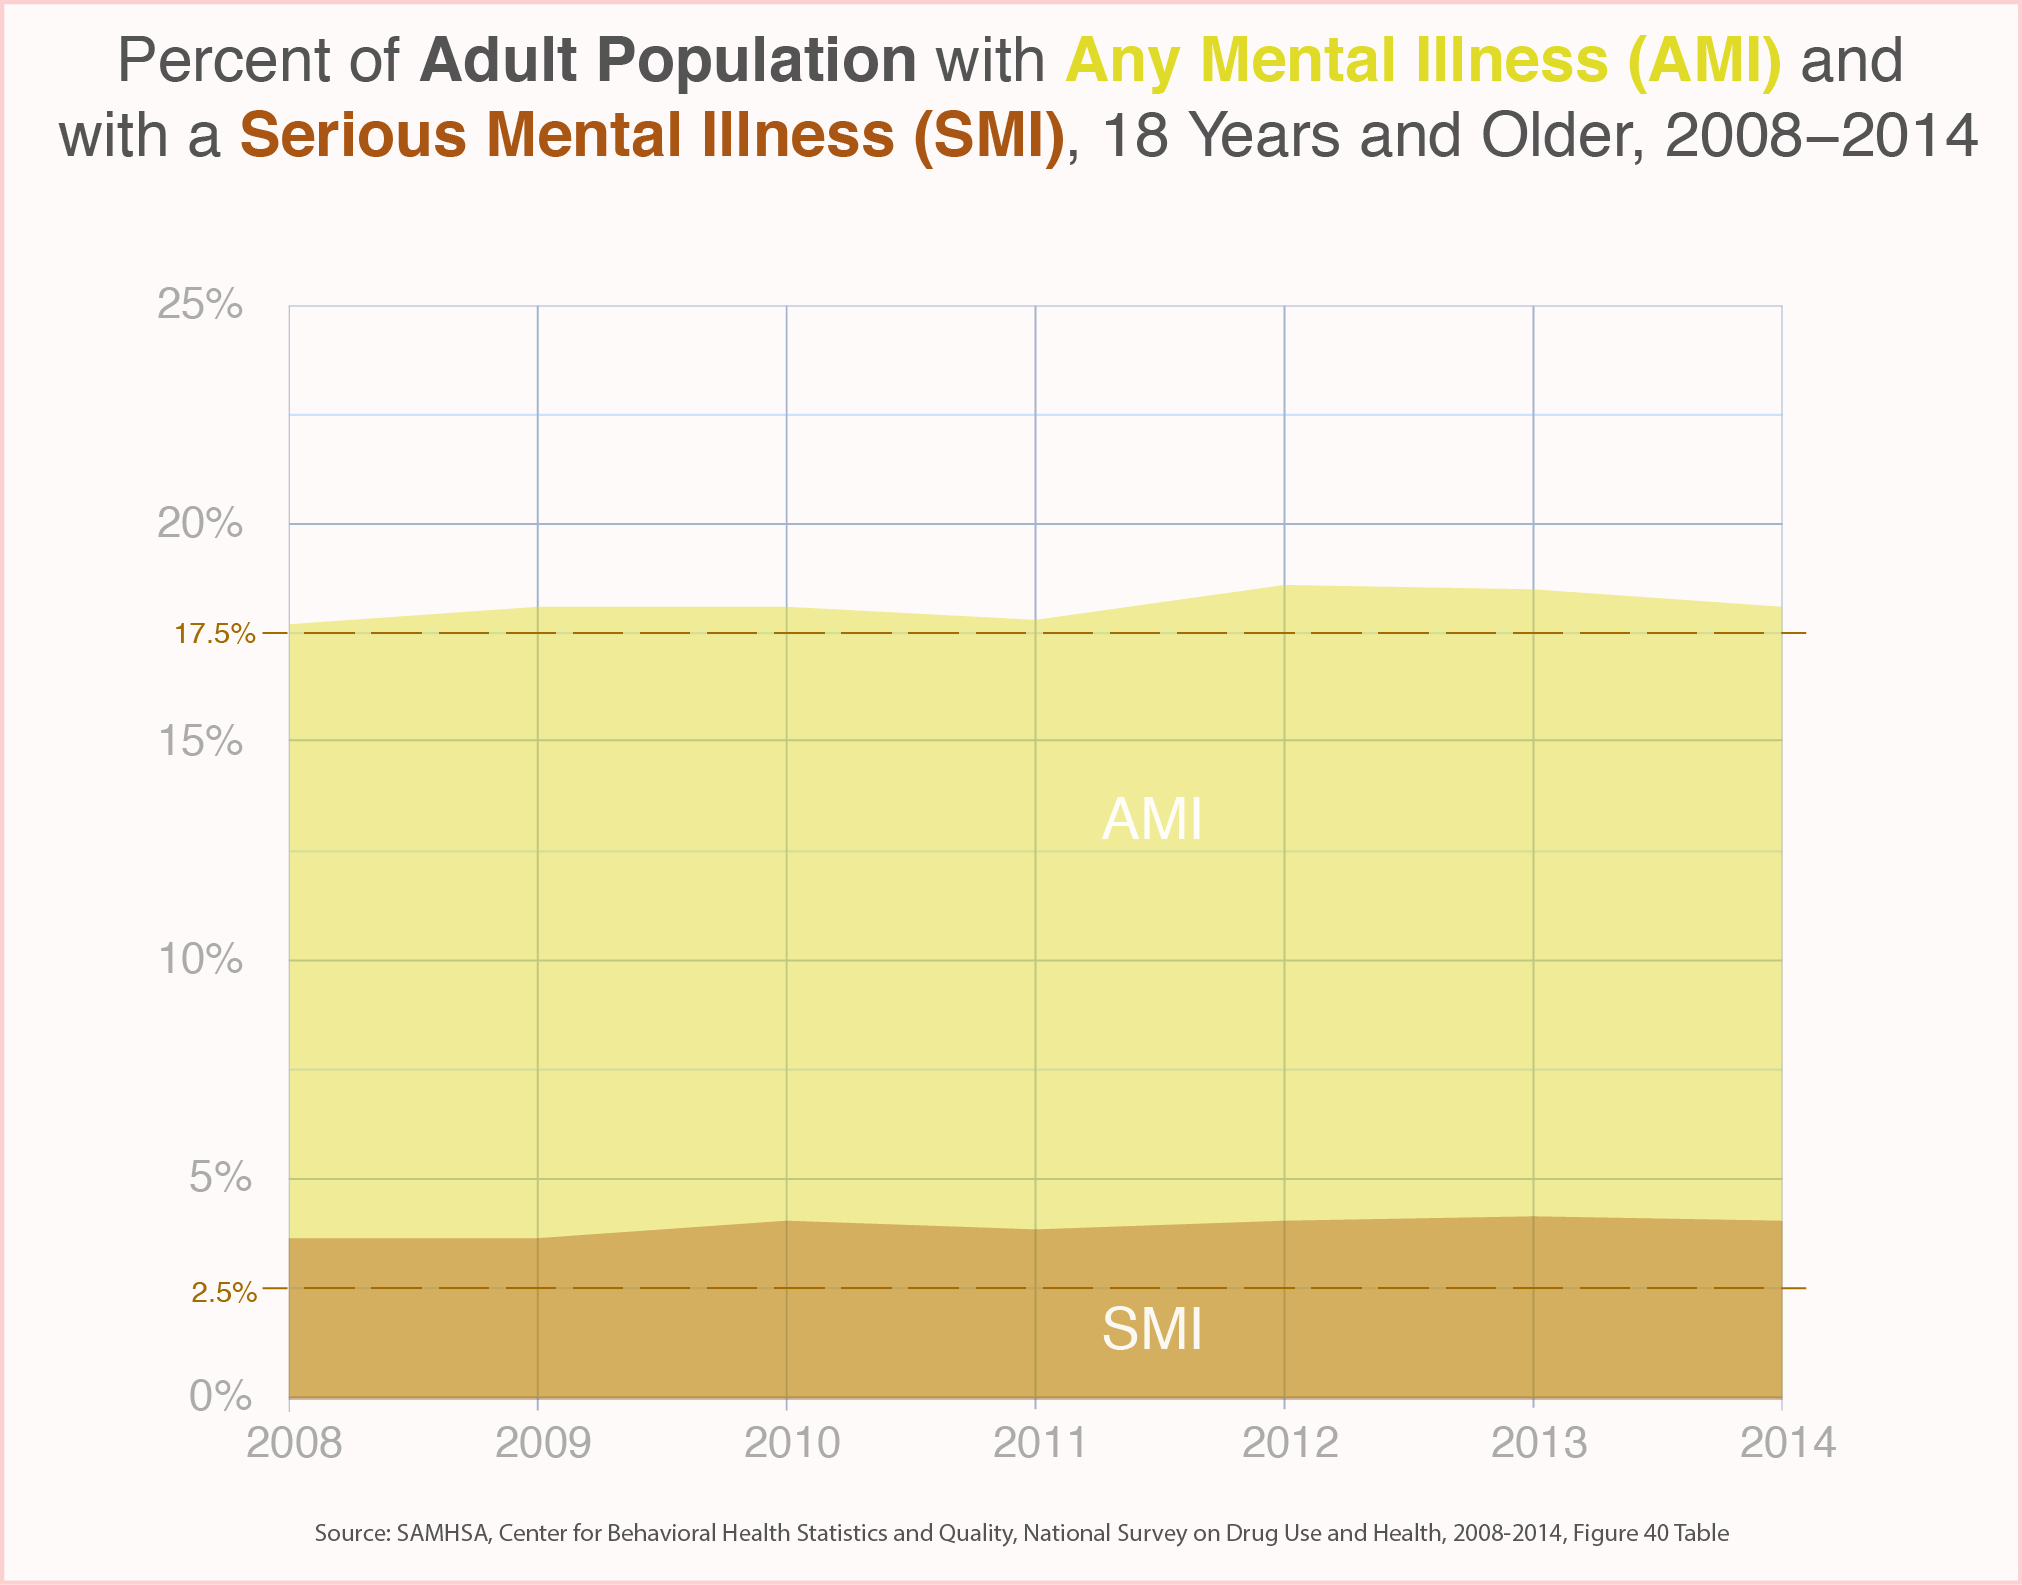 Percent of Adult Population with Any Mental Illness (AMI) and
with a Serious Mental Illness (SMI), 18 Years and Older, 2008–2014
25%
20%
17.5%
15%
AMI
10%
5%
2.5%
SMI
0%
2008 2009 2010 2011 2012 2013 2014
Source: SAMHSA, Center for Behavioral Health Statistics and Quality, National Survey on Drug Use and Health, 2008-2014, Figure 40 Table